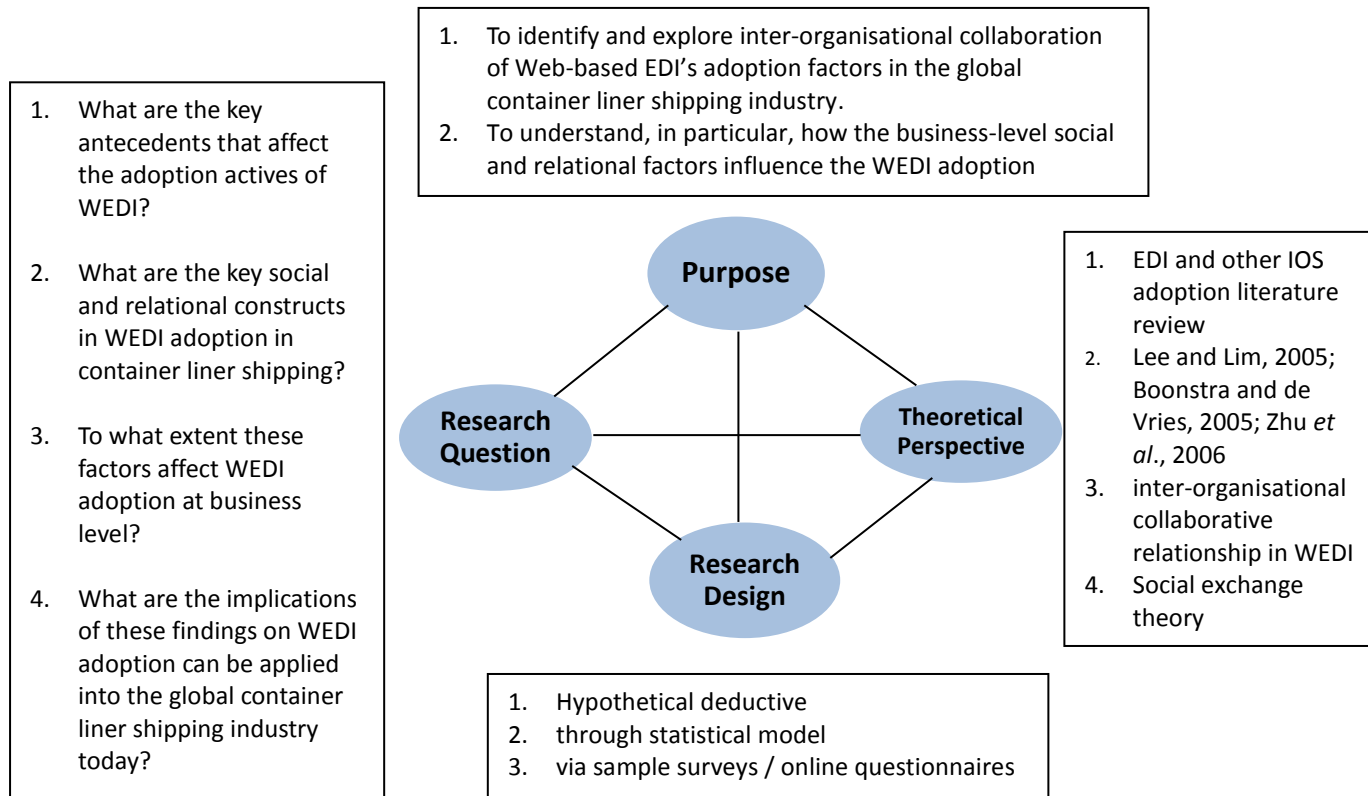 1. To identify and explore inter-organisational collaboration
of Web-based EDI’s adoption factors in the global
container liner shipping industry.
2. To understand, in particular, how the business-level social
and relational factors influence the WEDI adoption
1. What are the key
antecedents that affect
the adoption actives of
WEDI?
2. What are the key social
and relational constructs
in WEDI adoption in
container liner shipping?
3. To what extent these
factors affect WEDI
adoption at business
level?
4. What are the implications
of these findings on WEDI
adoption can be applied
into the global container
liner shipping industry
today?
Purpose
Research
Question
Theoretical
Perspective
Research
Design
1. EDI and other IOS
adoption literature
review
2. Lee and Lim, 2005;
Boonstra and de
Vries, 2005; Zhu et
al., 2006
3. inter-organisational
collaborative
relationship in WEDI
4. Social exchange
theory
1. Hypothetical deductive
2. through statistical model
3. via sample surveys / online questionnaires